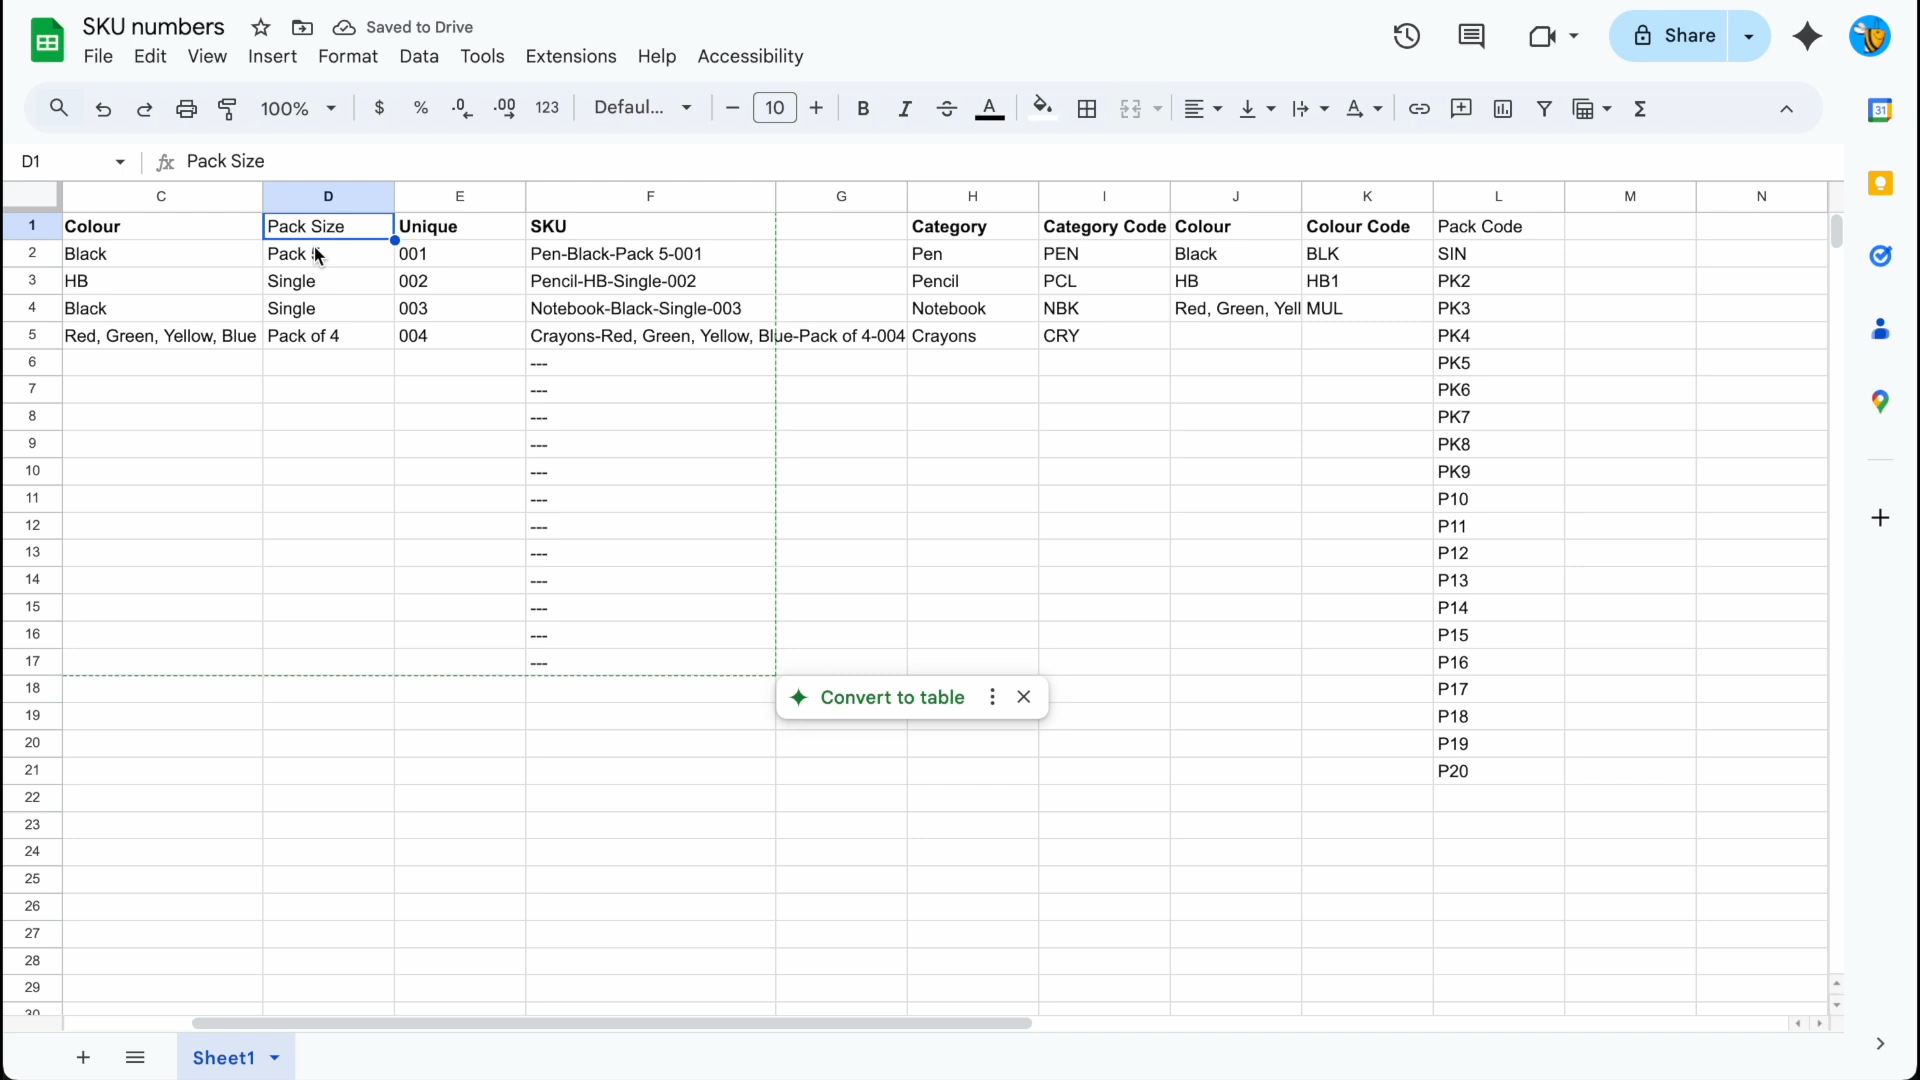 SKU numbers Saved to Drive
File Edit View Insert Format Data Tools Extensions Help Accessibility
Share
31
100% $ % .0 .00 123 Defaul... 10 B I S A Σ
D1 fx Pack Size
C D E F G H I J K L M N
1 Colour Pack Size Unique SKU Category Category Code Colour Colour Code Pack Code
2 Black Pack 001 Pen-Black-Pack 5-001 Pen PEN Black BLK SIN
3 HB Single 002 Pencil-HB-Single-002 Pencil PCL HB HB1 PK2
4 Black Single 003 Notebook-Black-Single-003 Notebook NBK Red, Green, Yell MUL PK3
5 Red, Green, Yellow, Blue Pack of 4 004 Crayons-Red, Green, Yellow, Blue-Pack of 4-004 Crayons CRY PK4
6 --- PK5
7 --- PK6
8 --- PK7
9 --- PK8
10 --- PK9
11 --- P10
12 --- P11
13 --- P12
14 --- P13
15 --- P14
16 --- P15
17 --- P16
18 P17
Convert to table
19 P18
20 P19
21 P20
22
23
24
25
26
27
28
29
30
Sheet1